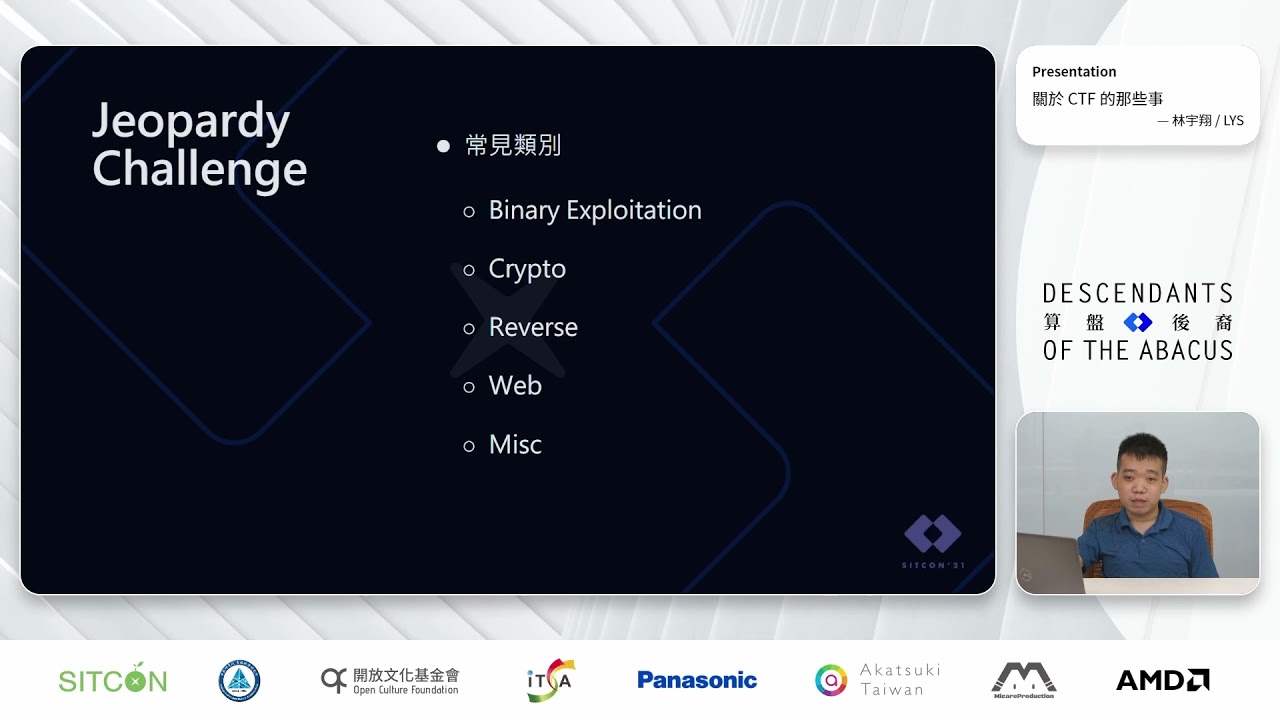 Jeopardy
Challenge
常見類別
Binary Exploitation
Crypto
Reverse
Web
Misc
SITCON'21
Presentation
關於 CTF 的那些事
— 林宇翔 / LYS
DESCENDANTS
算盤後裔
OF THE ABACUS
SITCON
開放文化基金會
Open Culture Foundation
iTSA
Panasonic
Akatsuki
Taiwan
MicareProduction
AMD